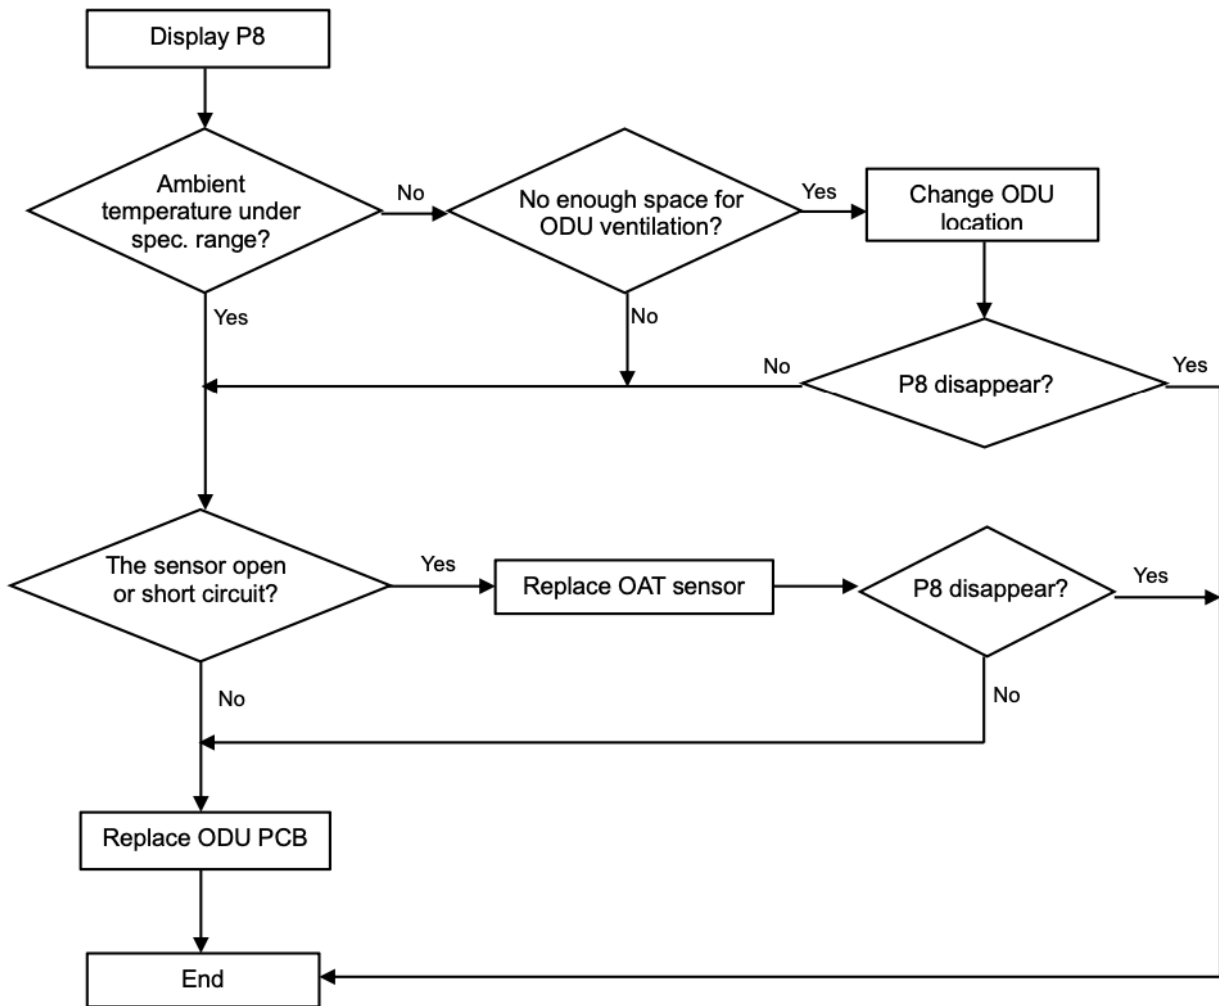 Display P8
Ambient
temperature under
spec. range?
No
No enough space for
ODU ventilation?
Yes
Change ODU
location
Yes
No
No
P8 disappear?
Yes
The sensor open
or short circuit?
Yes
Replace OAT sensor
P8 disappear?
Yes
No
No
Replace ODU PCB
End